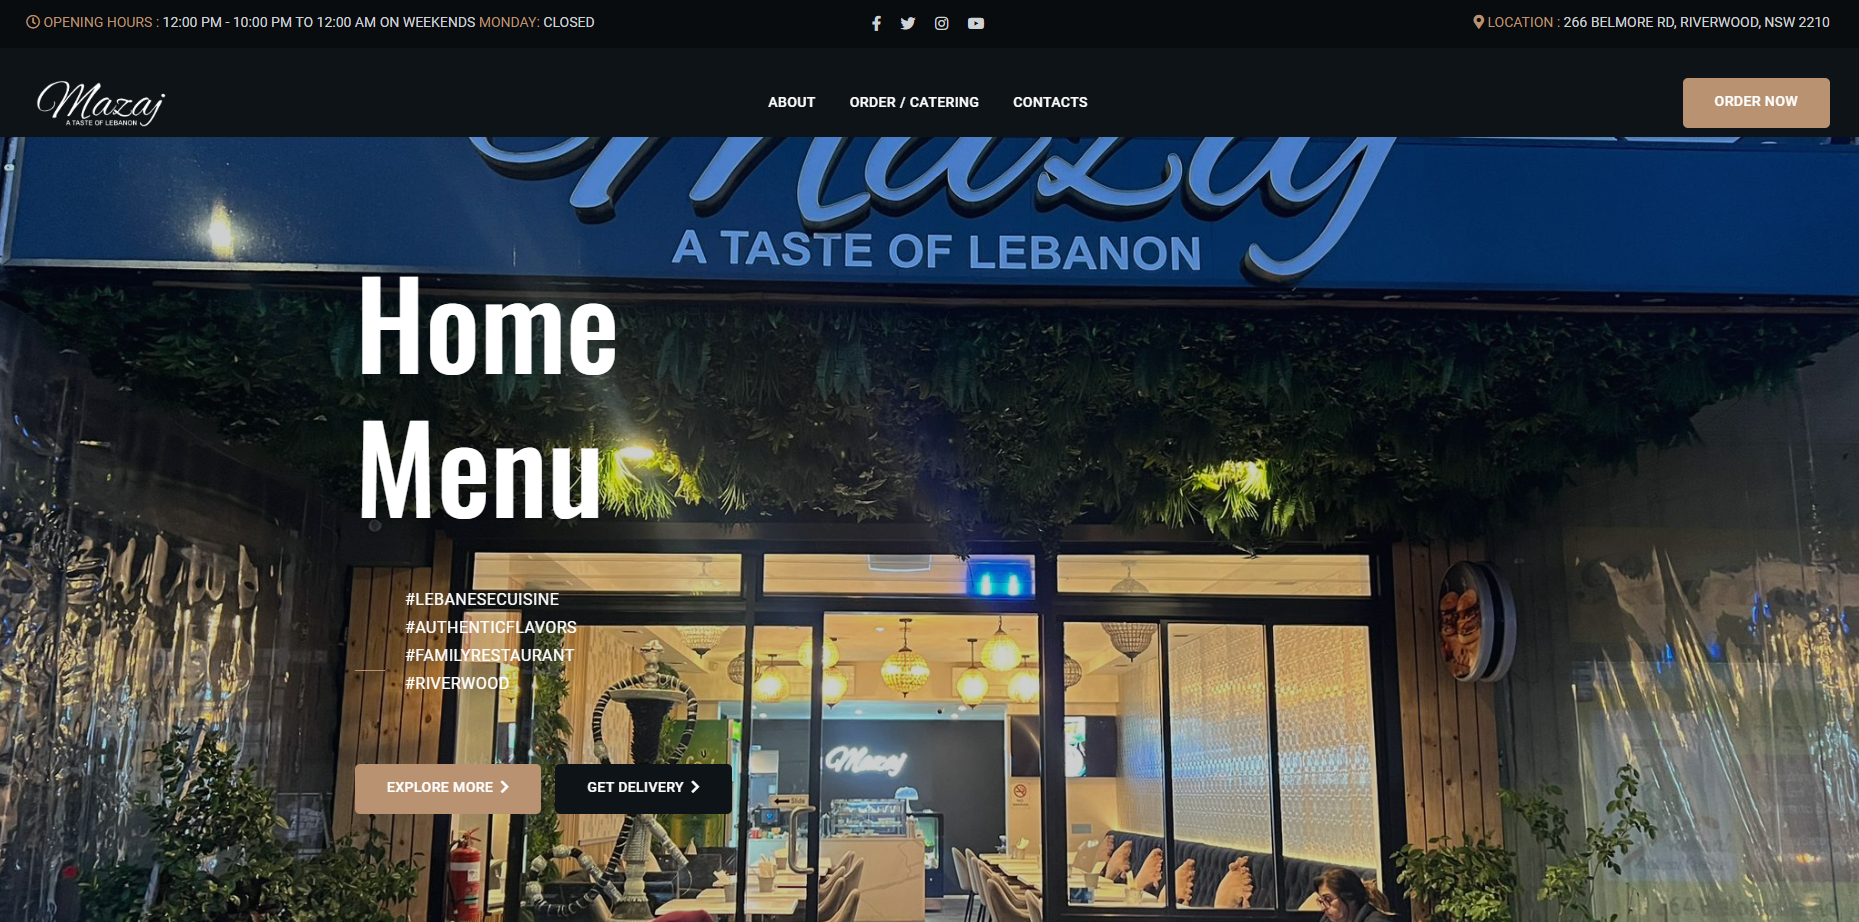 OPENING HOURS : 12:00 PM - 10:00 PM TO 12:00 AM ON WEEKENDS MONDAY: CLOSED
LOCATION : 266 BELMORE RD, RIVERWOOD, NSW 2210
Mazaj
A TASTE OF LEBANON
ABOUT
ORDER / CATERING
CONTACTS
ORDER NOW
Mazaj
A TASTE OF LEBANON
Home
Menu
#LEBANESECUISINE
#AUTHENTICFLAVORS
#FAMILYRESTAURANT
#RIVERWOOD
Mazaj
EXPLORE MORE
GET DELIVERY
Slide